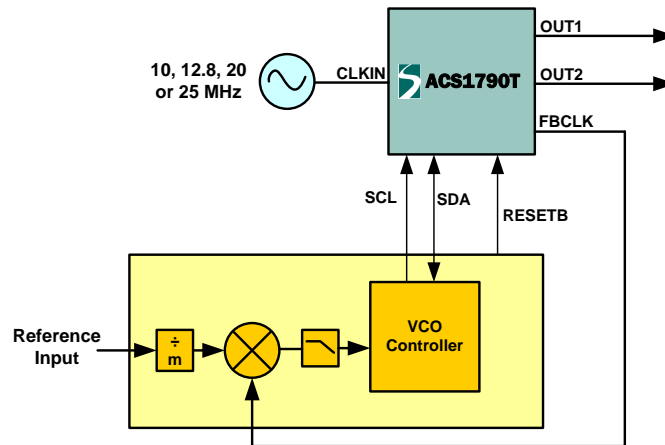 OUT1
10, 12.8, 20
or 25 MHz
CLKIN
ACS1790T
OUT2
FBCLK
SCL
SDA
RESETB
Reference
Input
÷
m
VCO
Controller